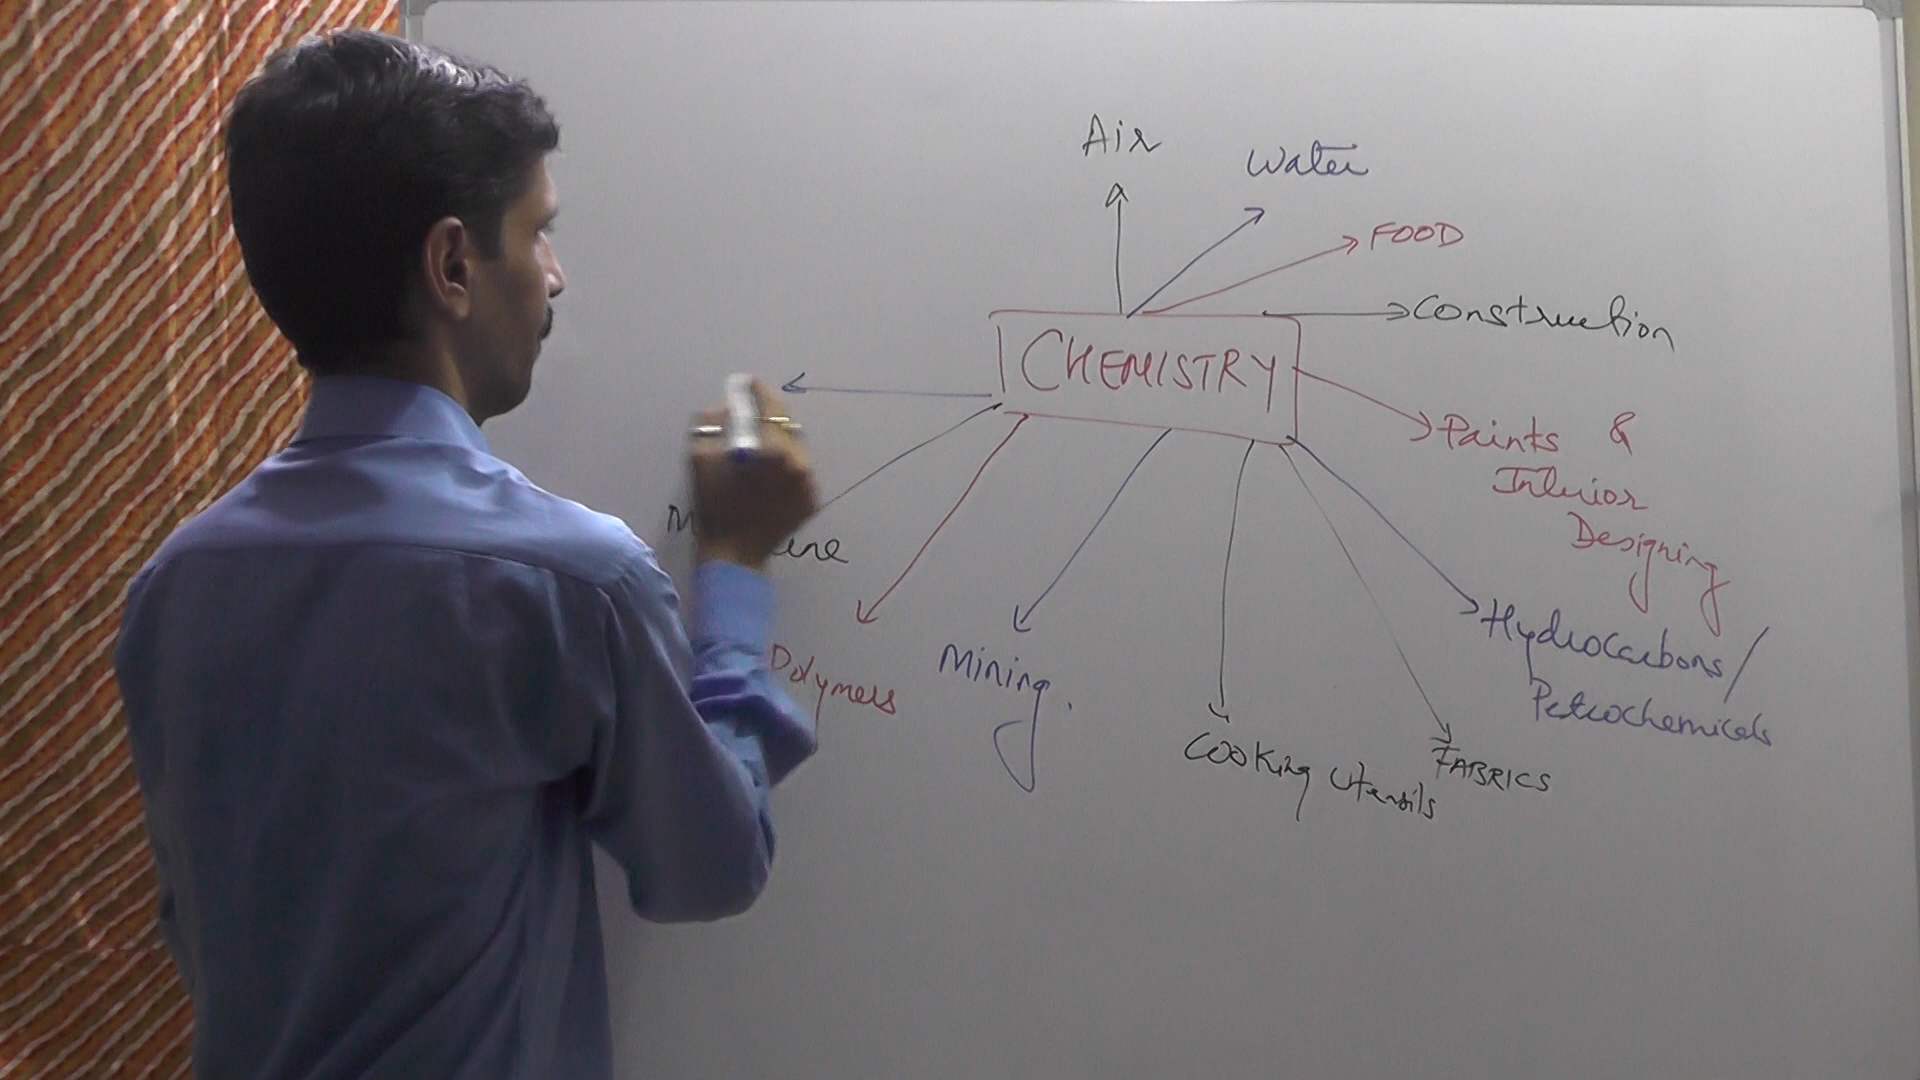 Air
Water
FOOD
Construction
CHEMISTRY
Paints &
Interior
Designing
Hydrocarbons/
Petrochemicals
FABRICS
Cooking Utensils
Mining.
Polymers